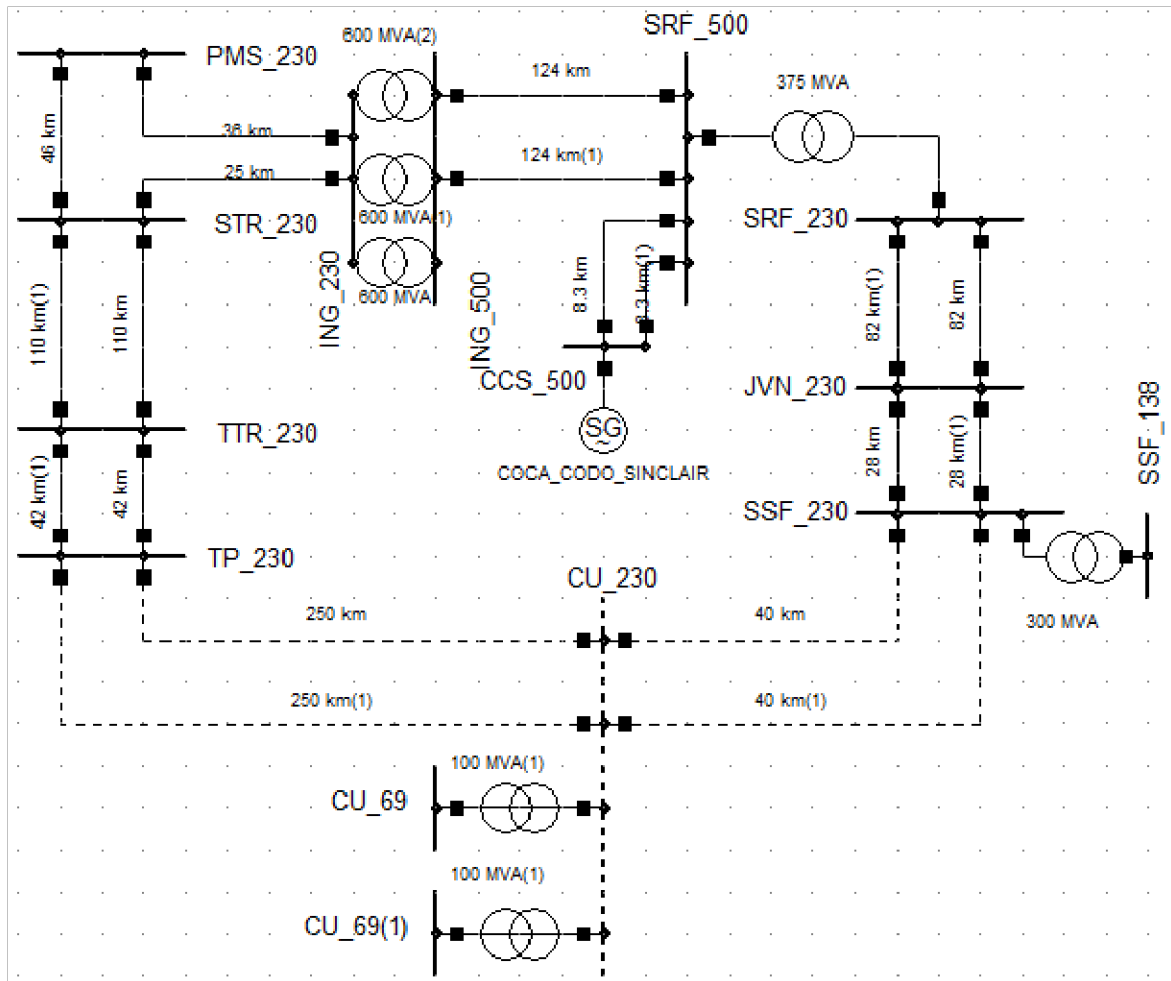 SRF_500
600 MVA(2)
PMS_230
124 km
375 MVA
46 km
36 km
124 km(1)
25 km
600 MVA(1)
STR_230
SRF_230
600 MVA
ING_230
ING_500
8.3 km
8.3 km(1)
82 km(1)
82 km
110 km(1)
110 km
CCS_500
JVN_230
SG
~
COCA_CODO_SINCLAIR
TTR_230
28 km
28 km(1)
SSF_138
42 km(1)
42 km
SSF_230
TP_230
CU_230
250 km
40 km
300 MVA
250 km(1)
40 km(1)
100 MVA(1)
CU_69
100 MVA(1)
CU_69(1)